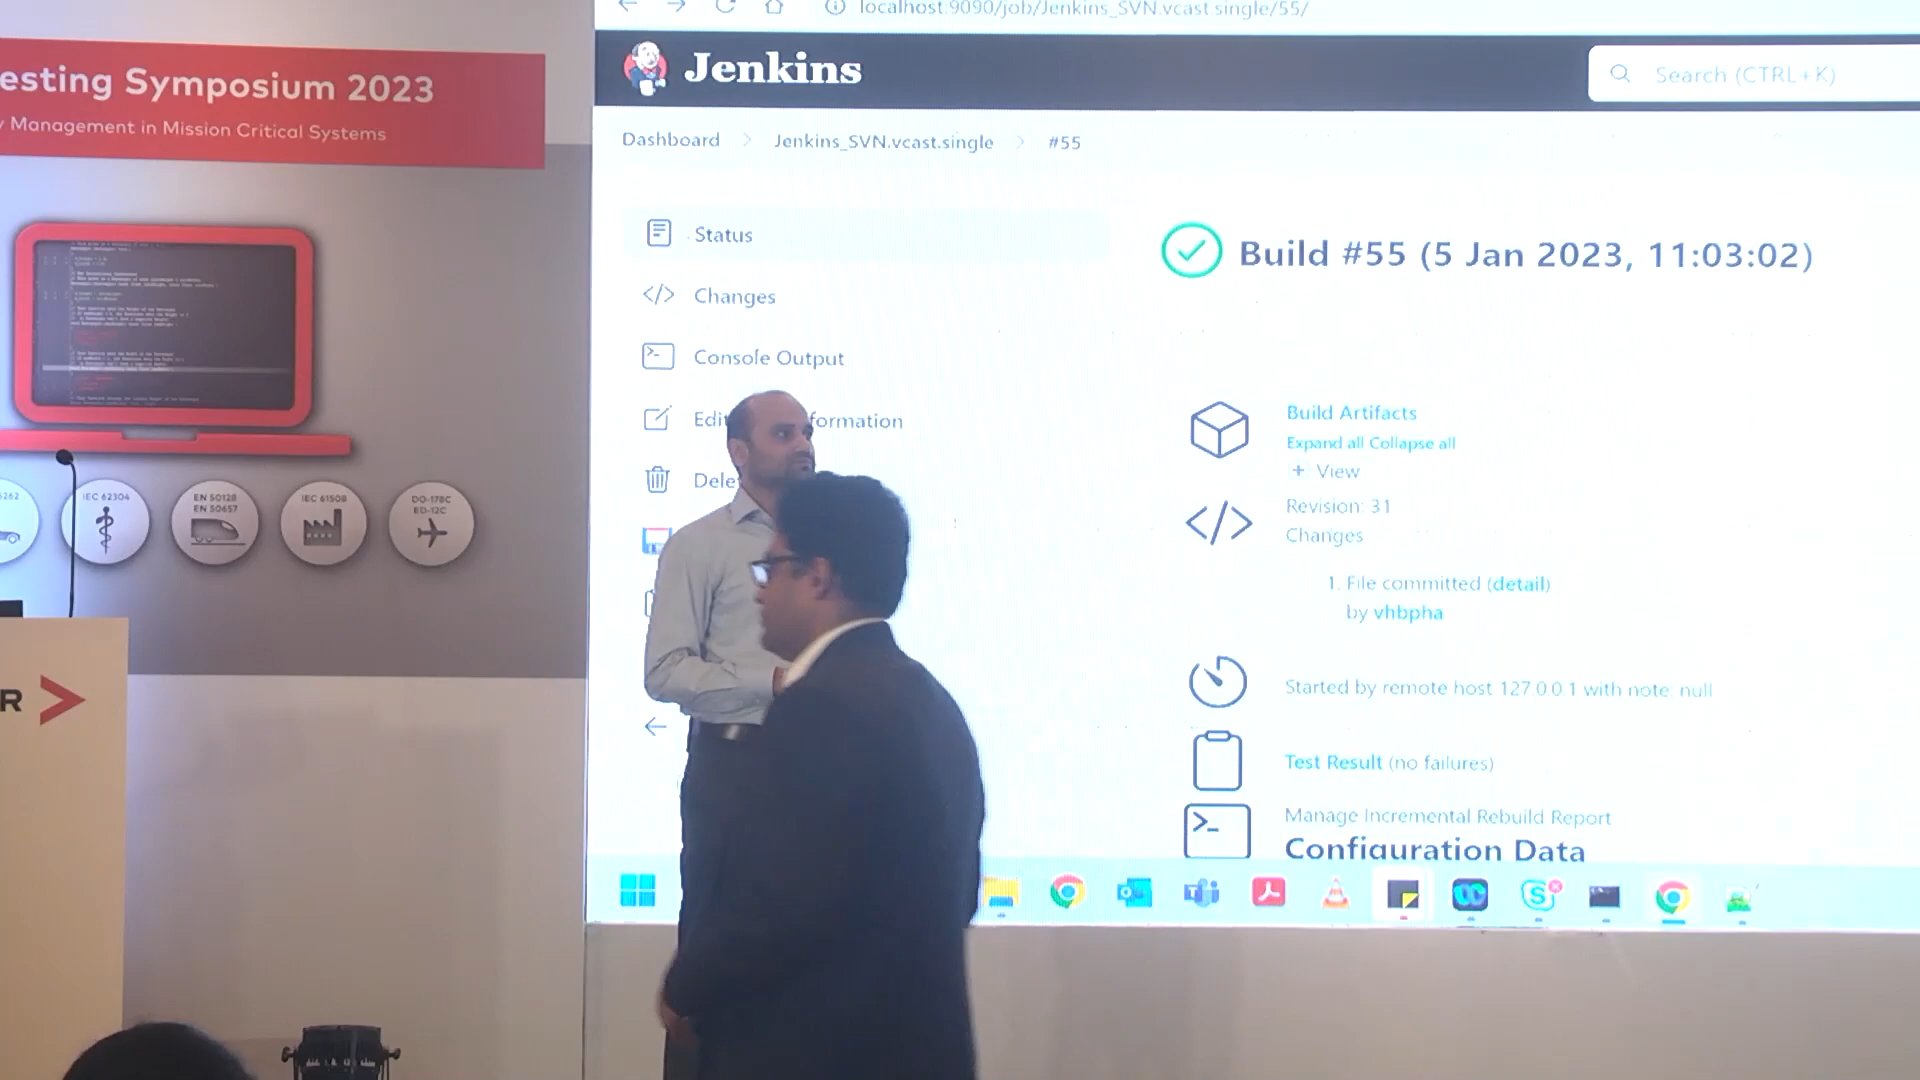 esting Symposium 2023
y Management in Mission Critical Systems
6262
IEC 62304
EN 50128
EN 50657
IEC 61508
DO-178C
ED-12C
R
localhost:9090/job/Jenkins_SVN.vcast.single/55/
Jenkins
Search (CTRL+K)
Dashboard
Jenkins_SVN.vcast.single
#55
Status
Changes
Console Output
Edit
formation
Dele
Build #55 (5 Jan 2023, 11:03:02)
Build Artifacts
Expand all Collapse all
+ View
Revision: 31
Changes
1. File committed (detail)
by vhbpha
Started by remote host 127.0.0.1 with note: null
Test Result (no failures)
Manage Incremental Rebuild Report
Configuration Data